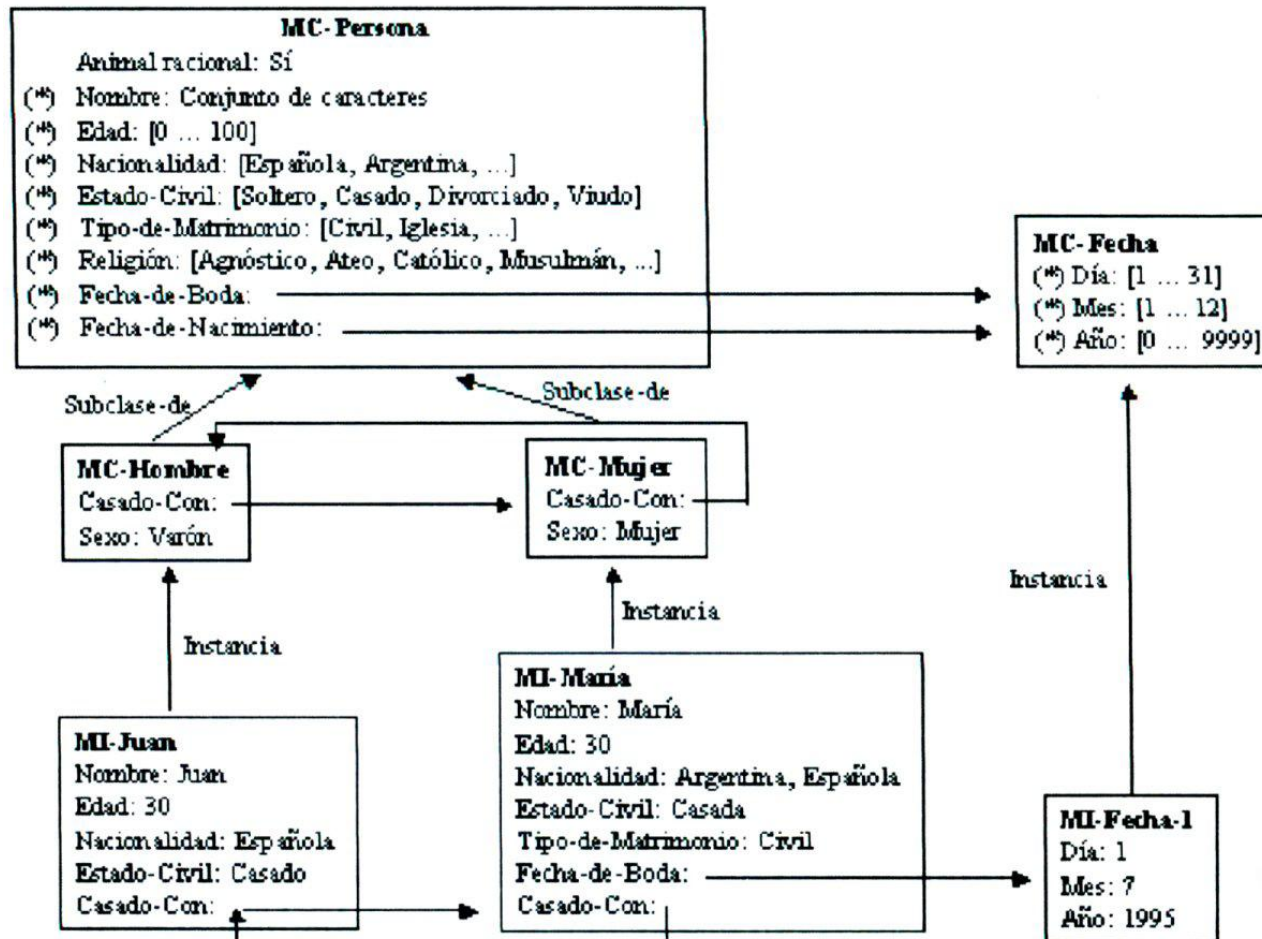 MC-Persona
Animal racional: Sí
(*) Nombre: Conjunto de caracteres
(*) Edad: [0 ... 100]
(*) Nacionalidad: [Española, Argentina, ...]
(*) Estado-Civil: [Soltero, Casado, Divorciado, Viudo]
(*) Tipo-de-Matrimonio: [Civil, Iglesia, ...]
(*) Religión: [Agnóstico, Ateo, Católico, Musulmán, ...]
(*) Fecha-de-Boda:
(*) Fecha-de-Nacimiento:
MC-Fecha
(*) Día: [1 ... 31]
(*) Mes: [1 ... 12]
(*) Año: [0 ... 9999]
Subclase-de
Subclase-de
MC-Hombre
Casado-Con:
Sexo: Varón
MC-Mujer
Casado-Con:
Sexo: Mujer
Instancia
Instancia
Instancia
MI-Juan
Nombre: Juan
Edad: 30
Nacionalidad: Española
Estado-Civil: Casado
Casado-Con:
MI-María
Nombre: María
Edad: 30
Nacionalidad: Argentina, Española
Estado-Civil: Casada
Tipo-de-Matrimonio: Civil
Fecha-de-Boda:
Casado-Con:
MI-Fecha-1
Día: 1
Mes: 7
Año: 1995